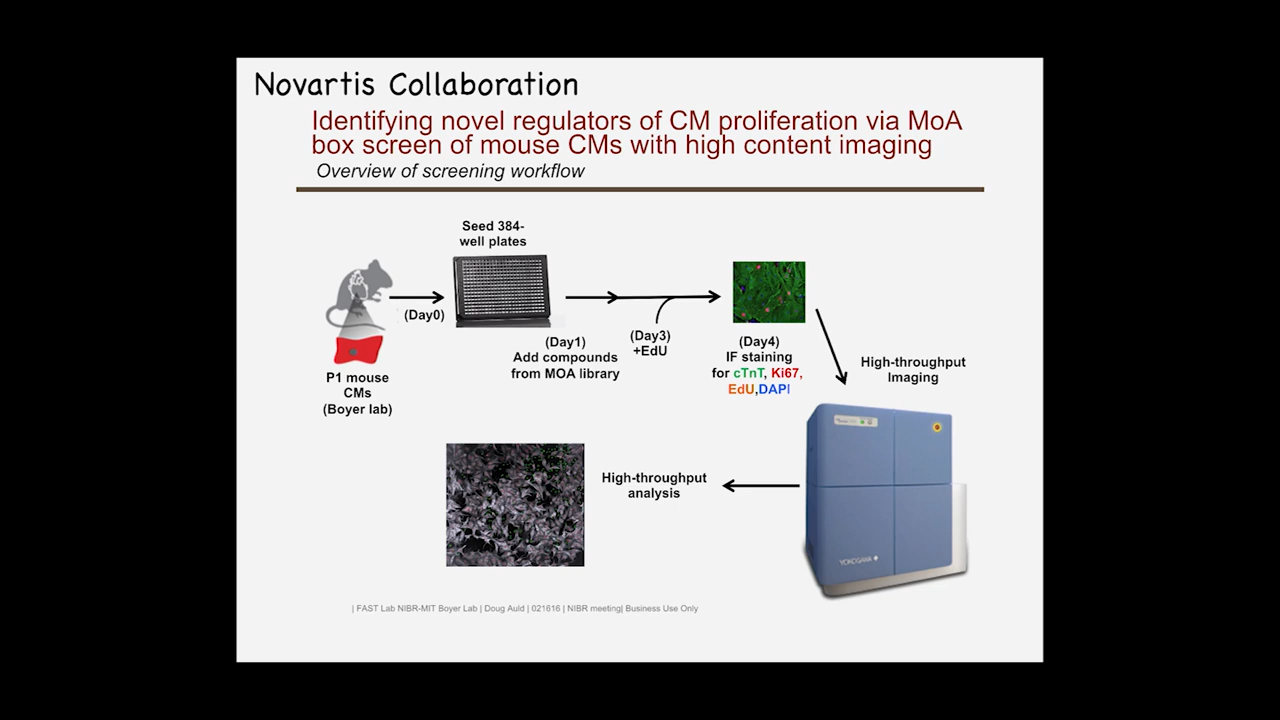 Novartis Collaboration
Identifying novel regulators of CM proliferation via MoA
box screen of mouse CMs with high content imaging
Overview of screening workflow
Seed 384-
well plates
(Day0)
P1 mouse
CMs
(Boyer lab)
(Day1)
Add compounds
from MOA library
(Day3)
+EdU
(Day4)
IF staining
for cTnT, Ki67,
EdU,DAPI
High-throughput
Imaging
YOKOGAWA
High-throughput
analysis
| FAST Lab NIBR-MIT Boyer Lab | Doug Auld | 021616 | NIBR meeting| Business Use Only